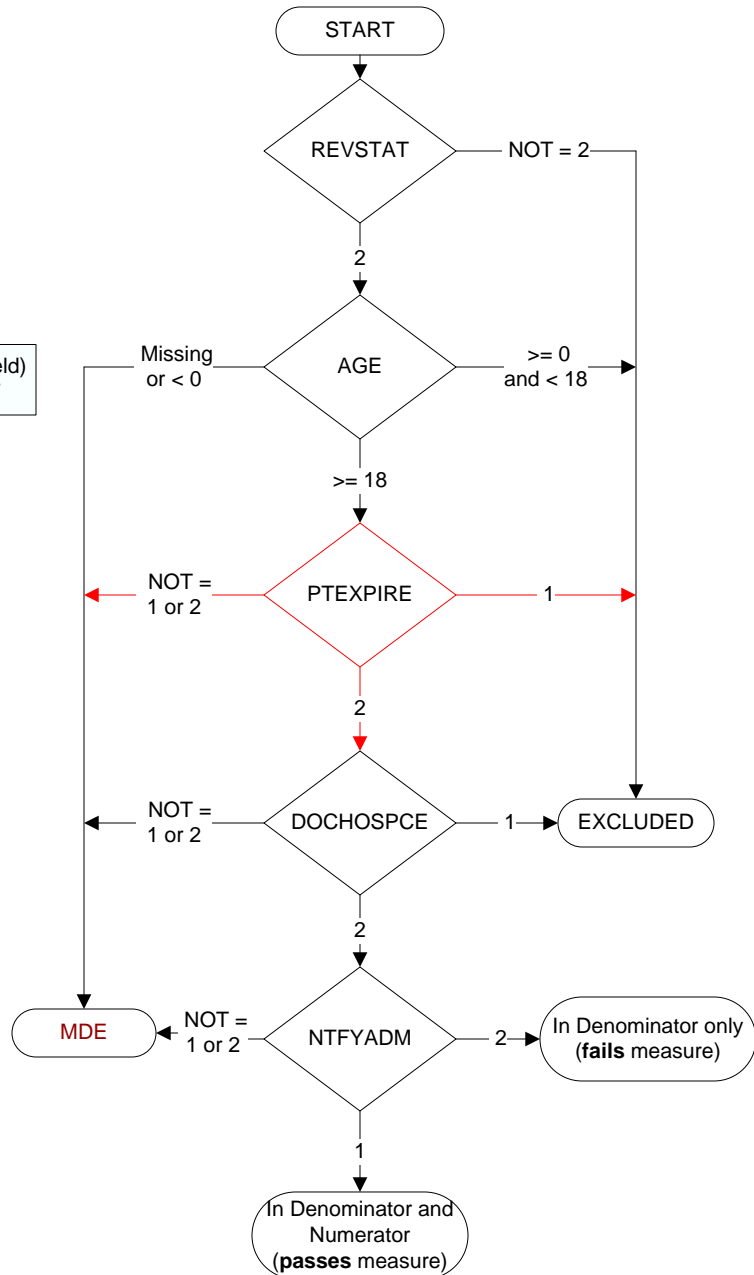 START
REVSTAT
NOT = 2
2
eld)
Missing
or < 0
AGE
>= 0
and < 18
>= 18
NOT =
1 or 2
PTEXPIRE
1
2
NOT =
1 or 2
DOCHOSPCE
1
EXCLUDED
2
MDE
NOT =
1 or 2
NTFYADM
2
In Denominator only
(fails measure)
1
In Denominator and
Numerator
(passes measure)